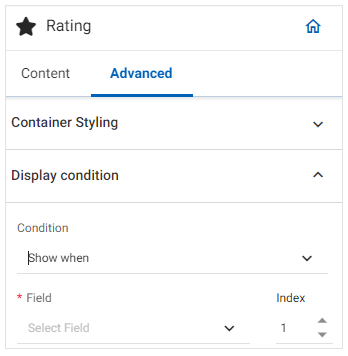 Rating
Content Advanced
Container Styling
Display condition
Condition
Show when
* Field Index
Select Field 1